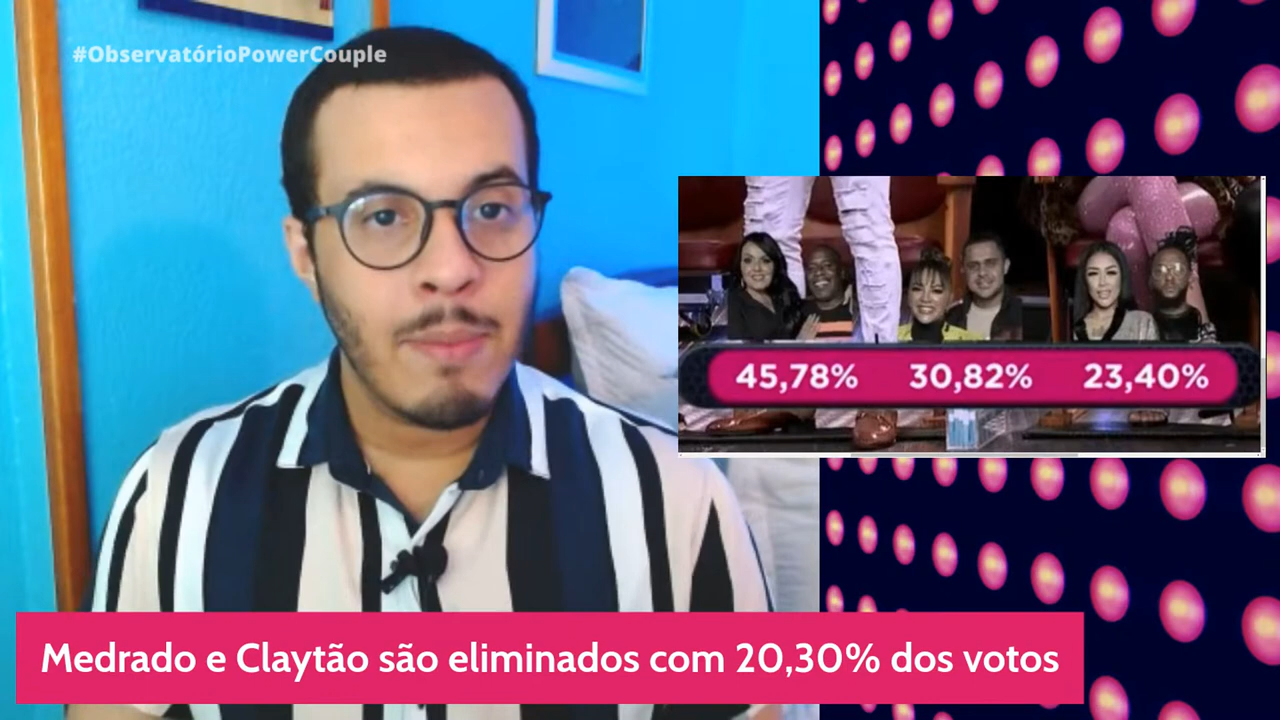 #ObservatórioPowerCouple
45,78% 30,82% 23,40%
Medrado e Claytão são eliminados com 20,30% dos votos